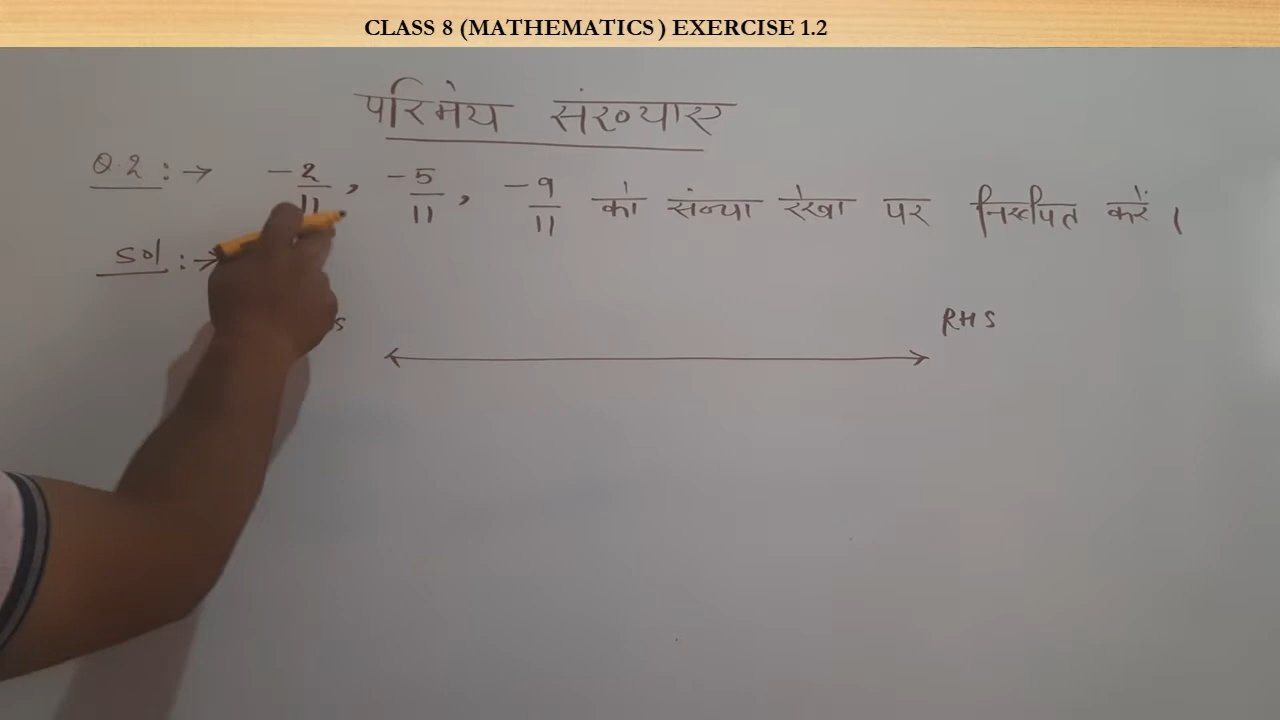 CLASS 8 (MATHEMATICS ) EXERCISE 1.2
परिमेय संख्याए
Q.2 :→ -2/11, -5/11, -9/11 को संख्या रेखा पर निरूपित करें ।
Sol :→
RHS